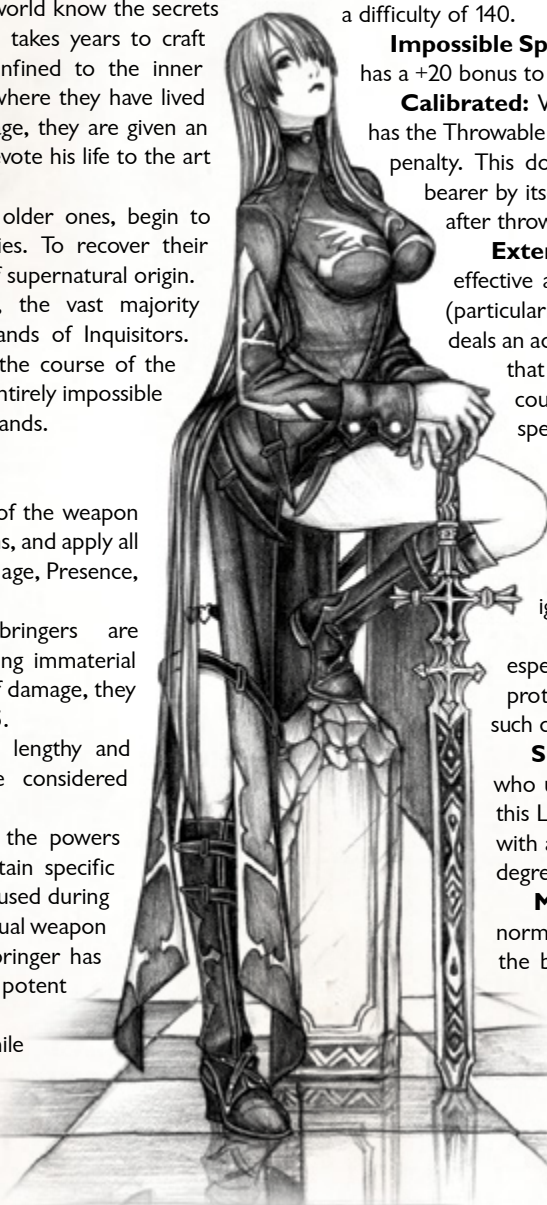 world know the secrets
takes years to craft
nfined to the inner
where they have lived
age, they are given an
evote his life to the art
older ones, begin to
ies. To recover their
f supernatural origin.
, the vast majority
ands of Inquisitors.
the course of the
ntirely impossible
ands.
of the weapon
ns, and apply all
age, Presence,
bringers are
ng immaterial
f damage, they
s.
lengthy and
e considered
the powers
tain specific
used during
ual weapon
bringer has
potent
ile
a difficulty of 140.
Impossible Sp
has a +20 bonus to
Calibrated: V
has the Throwable
penalty. This do
bearer by its
after throw
Exter
effective a
(particular
deals an ac
that
cou
spe
ig
espe
prot
such c
S
who u
this L
with a
degre
M
norm
the b